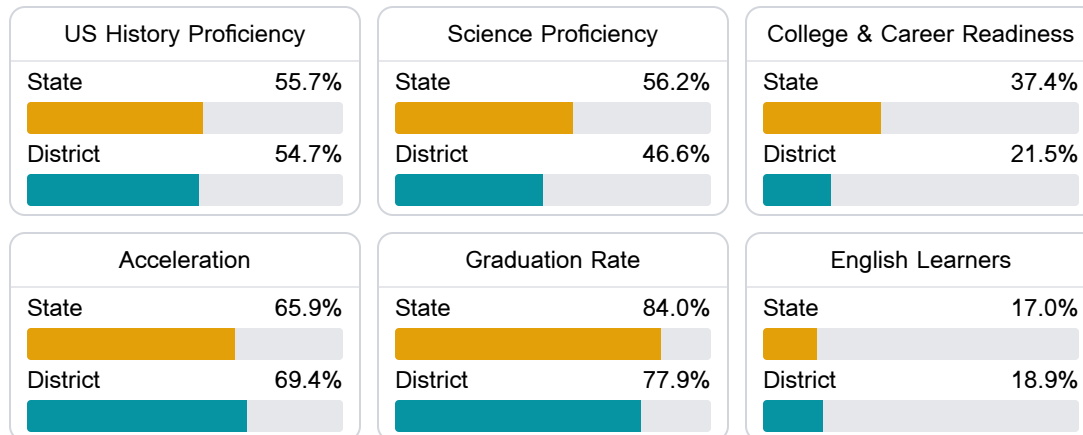 US History Proficiency
State 55.7%
District 54.7%
Science Proficiency
State 56.2%
District 46.6%
College & Career Readiness
State 37.4%
District 21.5%
Acceleration
State 65.9%
District 69.4%
Graduation Rate
State 84.0%
District 77.9%
English Learners
State 17.0%
District 18.9%